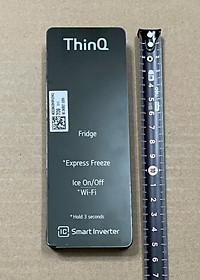 ThinQ
Fridge
*Express Freeze
Ice On/Off
*Wi-Fi
* Hold 3 seconds
Smart Inverter